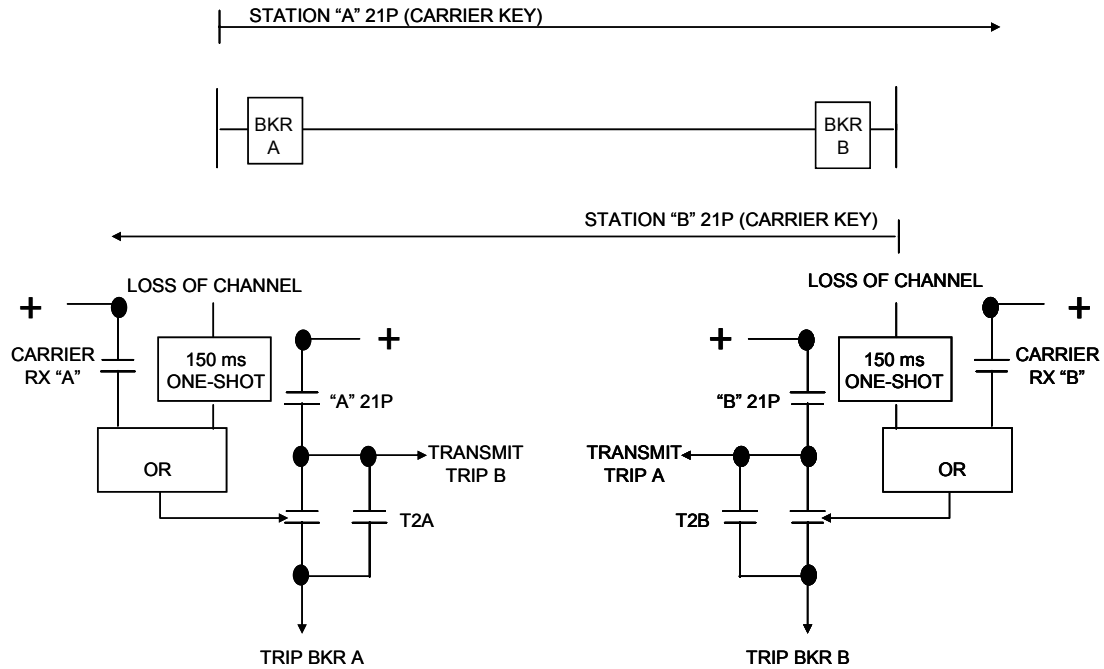 STATION “A” 21P (CARRIER KEY)
BKR
A
BKR
B
STATION “B” 21P (CARRIER KEY)
LOSS OF CHANNEL
+
CARRIER
RX “A”
150 ms
ONE-SHOT
+
“A” 21P
OR
TRANSMIT
TRIP B
T2A
TRIP BKR A
LOSS OF CHANNEL
+
150 ms
ONE-SHOT
+
CARRIER
RX “B”
“B” 21P
TRANSMIT
TRIP A
OR
T2B
TRIP BKR B